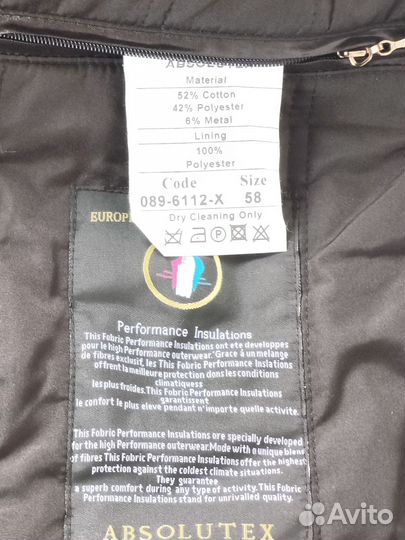 ABSOLUTEX
Material
52% Cotton
42% Polyester
6% Metal
Lining
100%
Polyester
Code Size
089-6112-X 58
Dry Cleaning Only
P
EUROPE
Performance Insulations
This Fobric Performance Insulations ont ete developpes
pour le high Performance outerwear.'Grace à un melange
de fibres exclusif, les This Fabric Performance Insulations
offrent la meilleure protection dans les conditions
climatiquess
les plus froides.This Fabric Performance Insulations
garantissent
le confort le plus eleve pendant n'importe quelle activite.
This Fabric Performance Insulations are specially developed
for the high Performance outerwear.Made with a unique blend
of fibres This Fabric Performance Insulations offer the highest
protection against the coldest climate situations.
They guarantee
a superb comfort during any type of activity.This Fabric
Performance Insulations stand for unrivalled quality.
ABSOLUTEX
Avito